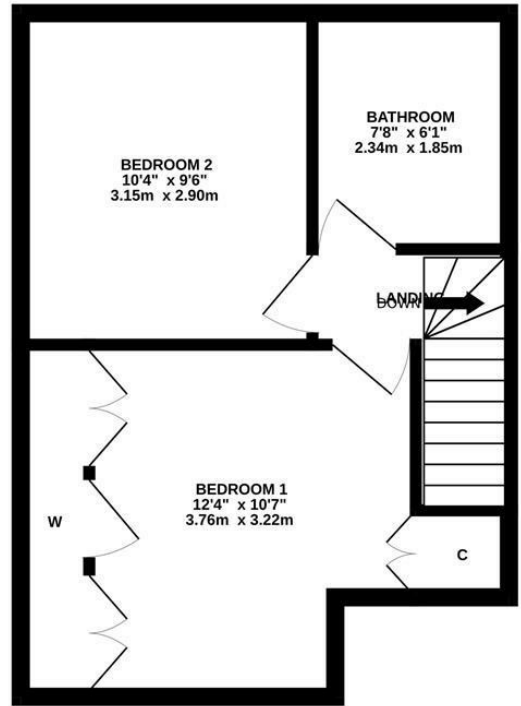 BATHROOM
7'8" x 6'1"
2.34m x 1.85m
BEDROOM 2
10'4" x 9'6"
3.15m x 2.90m
LANDING
DOWN
BEDROOM 1
12'4" x 10'7"
3.76m x 3.22m
W
C